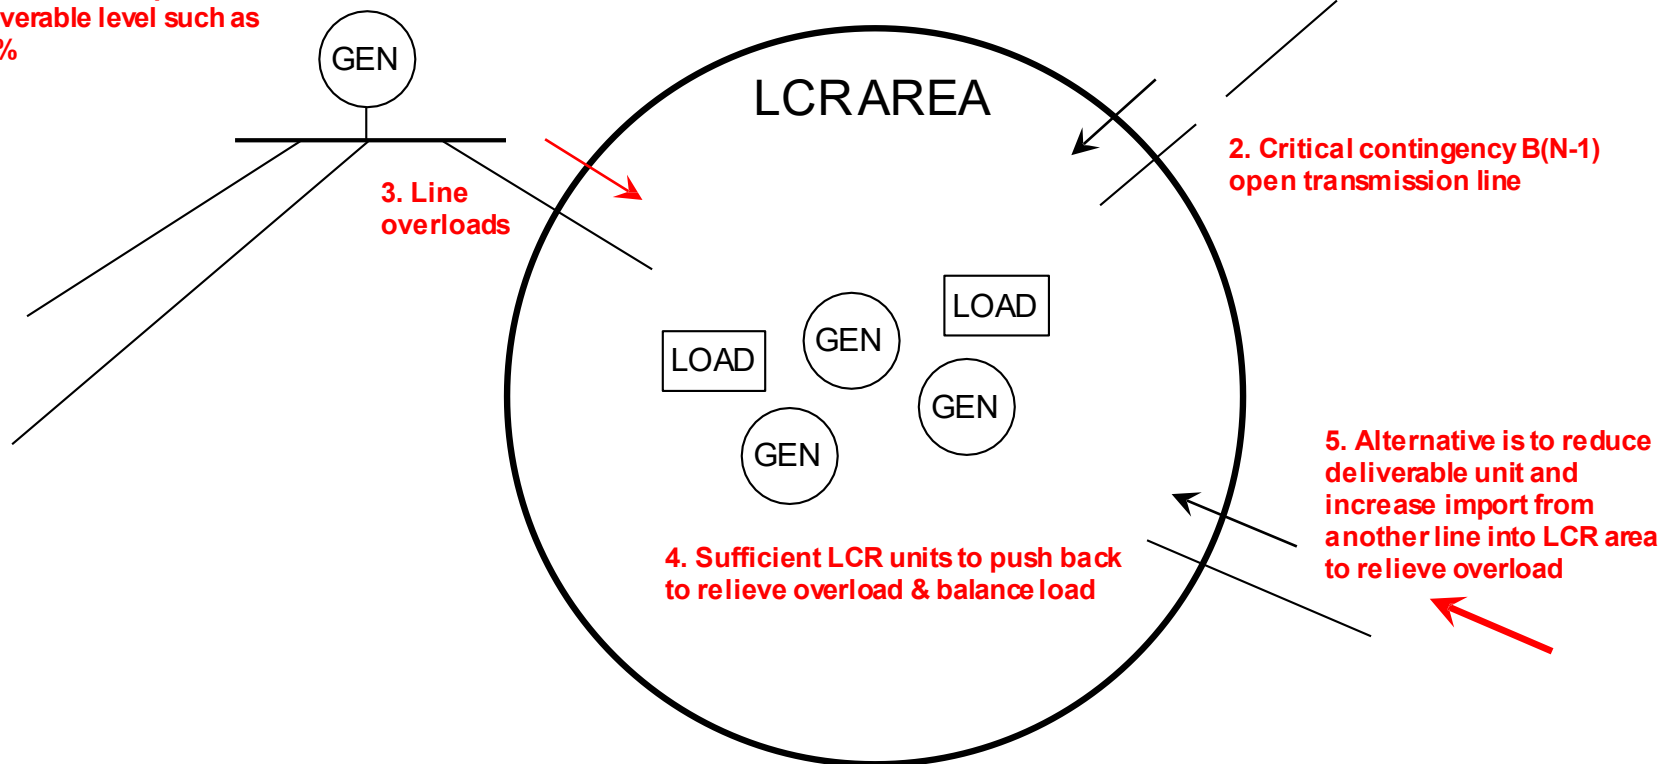 verable level such as
%
GEN
LCR AREA
2. Critical contingency B(N-1)
open transmission line
3. Line
overloads
LOAD
GEN
LOAD
GEN
GEN
4. Sufficient LCR units to push back
to relieve overload & balance load
5. Alternative is to reduce
deliverable unit and
increase import from
another line into LCR area
to relieve overload